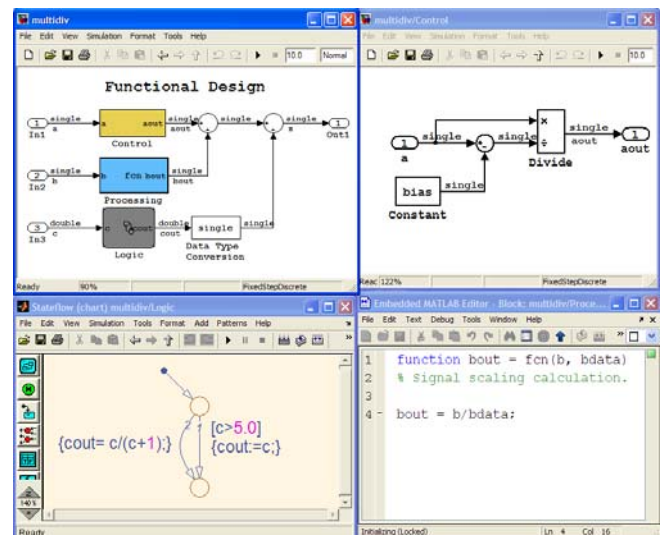 multidiv
File Edit View Simulation Format Tools Help
10.0 Normal
Functional Design
single
single
single
single
1
a
aout
1
In1
a
aout
s
Out1
Control
single
single
2
b
fcn bout
In2
b
bout
Processing
double
double
single
3
c
cout
single
In3
c
cout
Data Type
Conversion
Logic
Ready 90% FixedStepDiscrete
multidiv/Control
File Edit View Simulation Format Tools Help
10.0
single
single
×
÷
single
1
a
1
aout
aout
Divide
bias
single
Constant
Reac 122% FixedStepDiscrete
Stateflow (chart) multidiv/Logic
File Edit View Simulation Tools Format Add Patterns Help
2 1
[c>5.0]
{cout= c/(c+1);}
{cout:=c;}
140%
Ready
Embedded MATLAB Editor - Block: multidiv/Proce...
File Edit Text Debug Tools Window Help
1 function bout = fcn(b, bdata)
2 % Signal scaling calculation.
3
4 - bout = b/bdata;
Initializing (Locked) Ln 4 Col 16